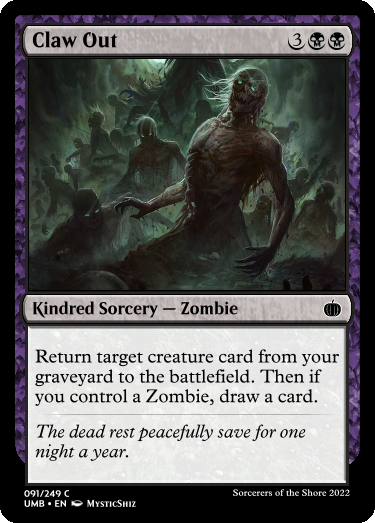 Claw Out 3
Kindred Sorcery — Zombie
Return target creature card from your
graveyard to the battlefield. Then if
you control a Zombie, draw a card.
The dead rest peacefully save for one
night a year.
091/249 C
UMB • EN MysticShiz
Sorcerers of the Shore 2022